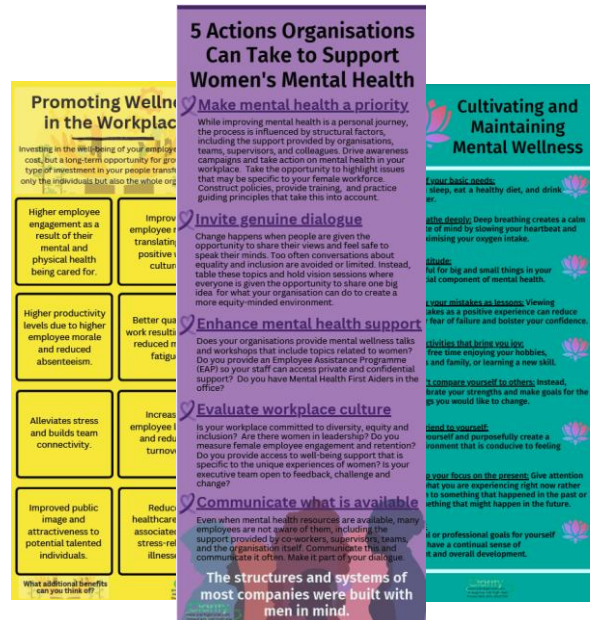 Promoting Wellne
in the Workplac
Investing in the well-being of your employe
cost, but a long-term opportunity for grow
type of investment in your people transfo
only the individuals but also the whole org
Higher employee
engagement as a
result of their
mental and
physical health
being cared for.
Improv
employee m
translating
positive w
cultur
Higher productivity
levels due to higher
employee morale
and reduced
absenteeism.
Better qua
work resultin
reduced m
fatigu
Alleviates stress
and builds team
connectivity.
Increas
employee l
and redu
turnov
Improved public
image and
attractiveness to
potential talented
individuals.
Reduc
healthcare
associate
stress-rel
illness
What additional benefits
can you think of?
5 Actions Organisations
Can Take to Support
Women's Mental Health
Make mental health a priority
While improving mental health is a personal journey,
the process is influenced by structural factors,
including the support provided by organisations,
teams, supervisors, and colleagues. Drive awareness
campaigns and take action on mental health in your
workplace. Take the opportunity to highlight issues
that may be specific to your female workforce.
Construct policies, provide training, and practice
guiding principles that take this into account.
Invite genuine dialogue
Change happens when people are given the
opportunity to share their views and feel safe to
speak their minds. Too often conversations about
equality and inclusion are avoided or limited. Instead,
table these topics and hold vision sessions where
everyone is given the opportunity to share one big
idea for what your organisation can do to create a
more equity-minded environment.
Enhance mental health support
Does your organisations provide mental wellness talks
and workshops that include topics related to women?
Do you provide an Employee Assistance Programme
(EAP) so your staff can access private and confidential
support? Do you have Mental Health First Aiders in the
office?
Evaluate workplace culture
Is your workplace committed to diversity, equity and
inclusion? Are there women in leadership? Do you
measure female employee engagement and retention?
Do you provide access to well-being support that is
specific to the unique experiences of women? Is your
executive team open to feedback, challenge and
change?
Communicate what is available
Even when mental health resources are available, many
employees are not aware of them, including the
support provided by co-workers, supervisors, teams,
and the organisation itself. Communicate this and
communicate it often. Make it part of your dialogue.
The structures and systems of
most companies were built with
men in mind.
Cultivating and
Maintaining
Mental Wellness
your basic needs:
sleep, eat a healthy diet, and drink
er.
athe deeply: Deep breathing creates a calm
te of mind by slowing your heartbeat and
ximising your oxygen intake.
titude:
ful for big and small things in your
ial component of mental health.
your mistakes as lessons: Viewing
takes as a positive experience can reduce
fear of failure and bolster your confidence.
ctivities that bring you joy:
free time enjoying your hobbies,
and family, or learning a new skill.
t compare yourself to others: Instead,
brate your strengths and make goals for the
gs you would like to change.
riend to yourself:
yourself and purposefully create a
vironment that is conducive to feeling
p your focus on the present: Give attention
hat you are experiencing right now rather
n to something that happened in the past or
ething that might happen in the future.
al or professional goals for yourself
have a continual sense of
t and overall development.